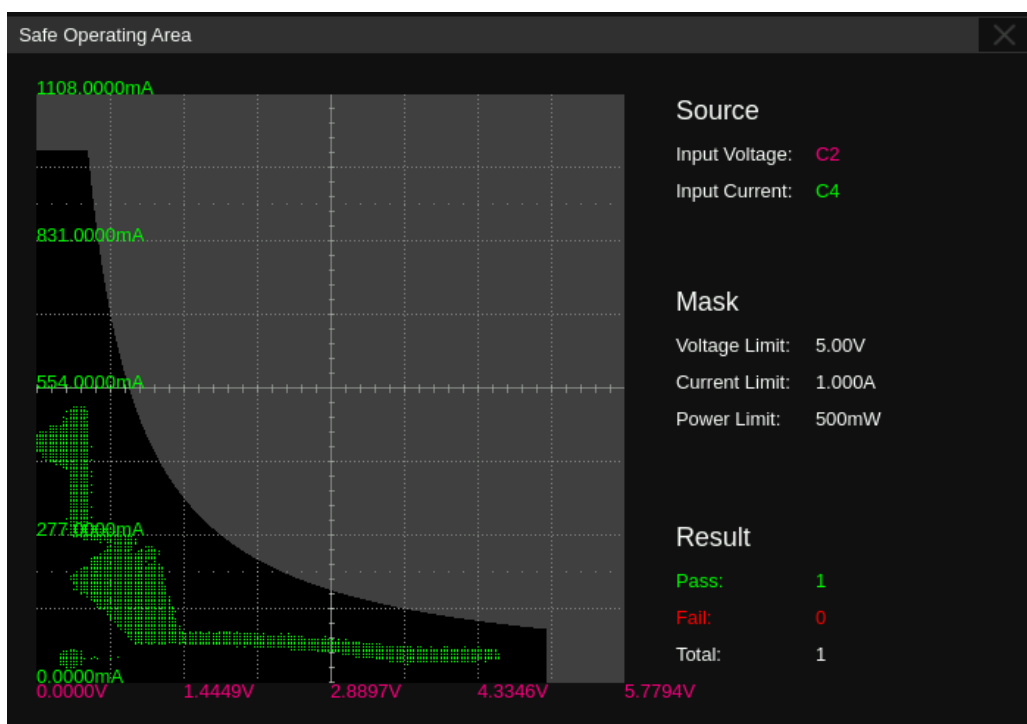 Safe Operating Area
1108.0000mA
831.0000mA
554.0000mA
277.0000mA
0.0000mA
0.0000V 1.4449V 2.8897V 4.3346V 5.7794V
Source
Input Voltage: C2
Input Current: C4
Mask
Voltage Limit: 5.00V
Current Limit: 1.000A
Power Limit: 500mW
Result
Pass: 1
Fail: 0
Total: 1